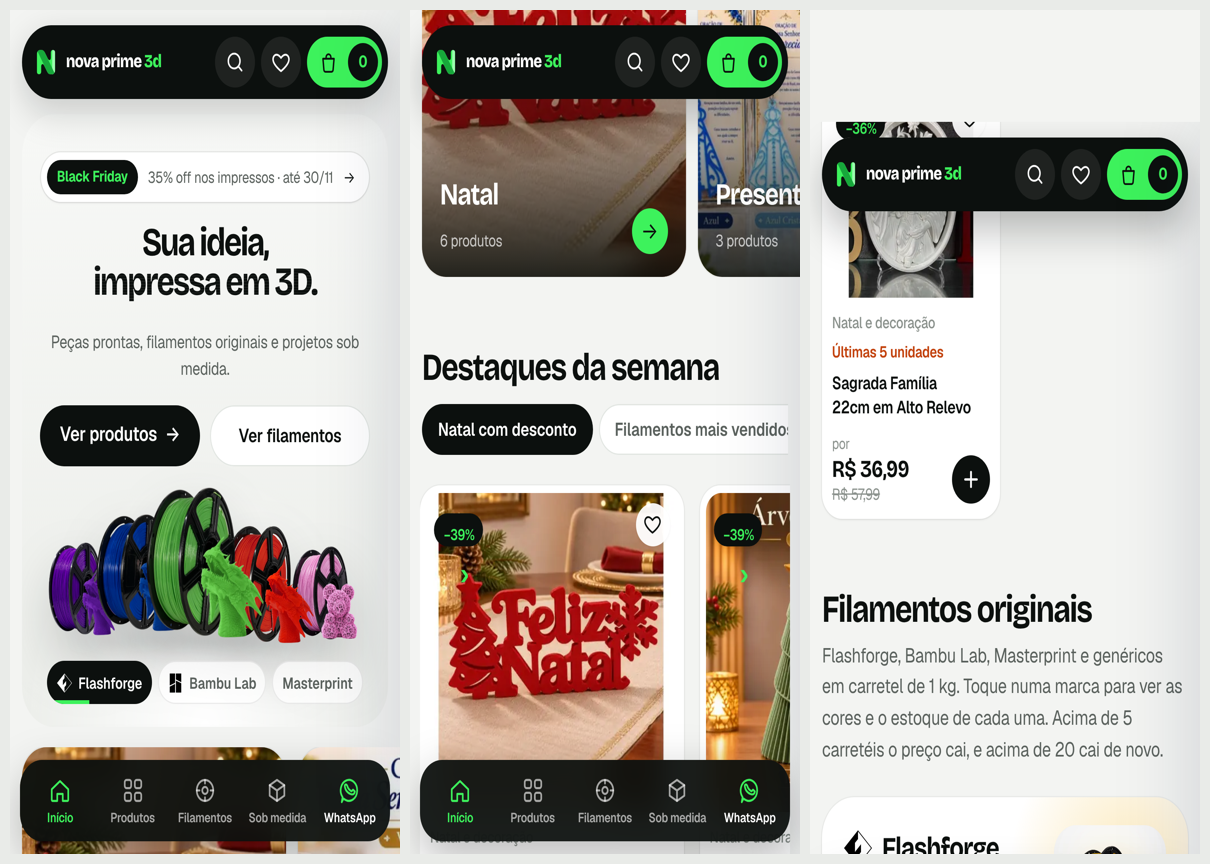 nova prime 3d
0
Black Friday
35% off nos impressos · até 30/11 →
Sua ideia,
impressa em 3D.
Peças prontas, filamentos originais e projetos sob
medida.
Ver produtos →
Ver filamentos
Flashforge
Bambu Lab
Masterprint
Início
Produtos
Filamentos
Sob medida
WhatsApp
nova prime 3d
0
Natal
6 produtos
Present
3 produtos
Azul
Destaques da semana
Natal com desconto
Filamentos mais vendidos
-39%
Feliz
Natal
-39%
Árv
Início
Produtos
Filamentos
Sob medida
WhatsApp
-36%
nova prime 3d
0
Natal e decoração
Últimas 5 unidades
Sagrada Família
22cm em Alto Relevo
por
R$ 36,99
R$ 57,99
Filamentos originais
Flashforge, Bambu Lab, Masterprint e genéricos
em carretel de 1 kg. Toque numa marca para ver as
cores e o estoque de cada uma. Acima de 5
carretéis o preço cai, e acima de 20 cai de novo.
Flashforge